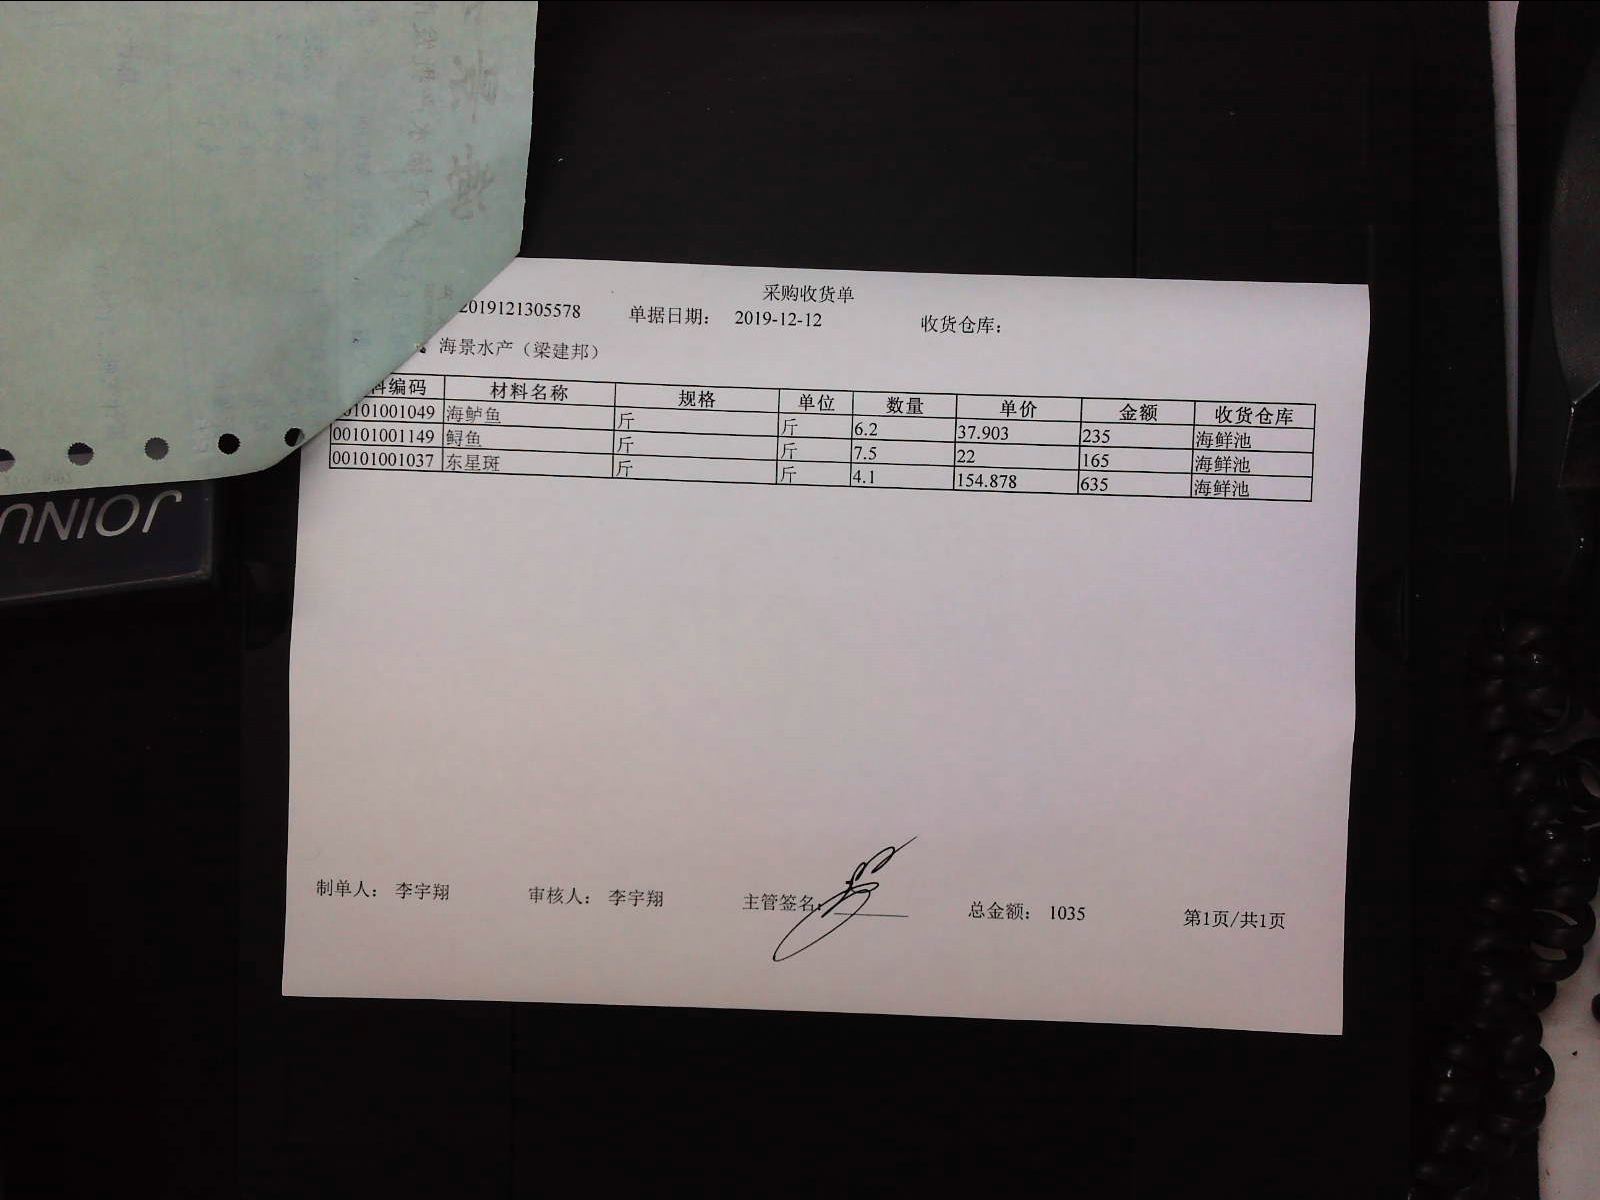 采购收货单
2019121305578 单据日期： 2019-12-12 收货仓库：
海景水产（梁建邦）
料编码 材料名称 规格 单位 数量 单价 金额 收货仓库
0101001049 海鲈鱼 斤 斤 6.2 37.903 235 海鲜池
00101001149 鲟鱼 斤 斤 7.5 22 165 海鲜池
00101001037 东星斑 斤 斤 4.1 154.878 635 海鲜池
JOINU
制单人： 李宇翔 审核人： 李宇翔 主管签名： 总金额： 1035 第1页/共1页